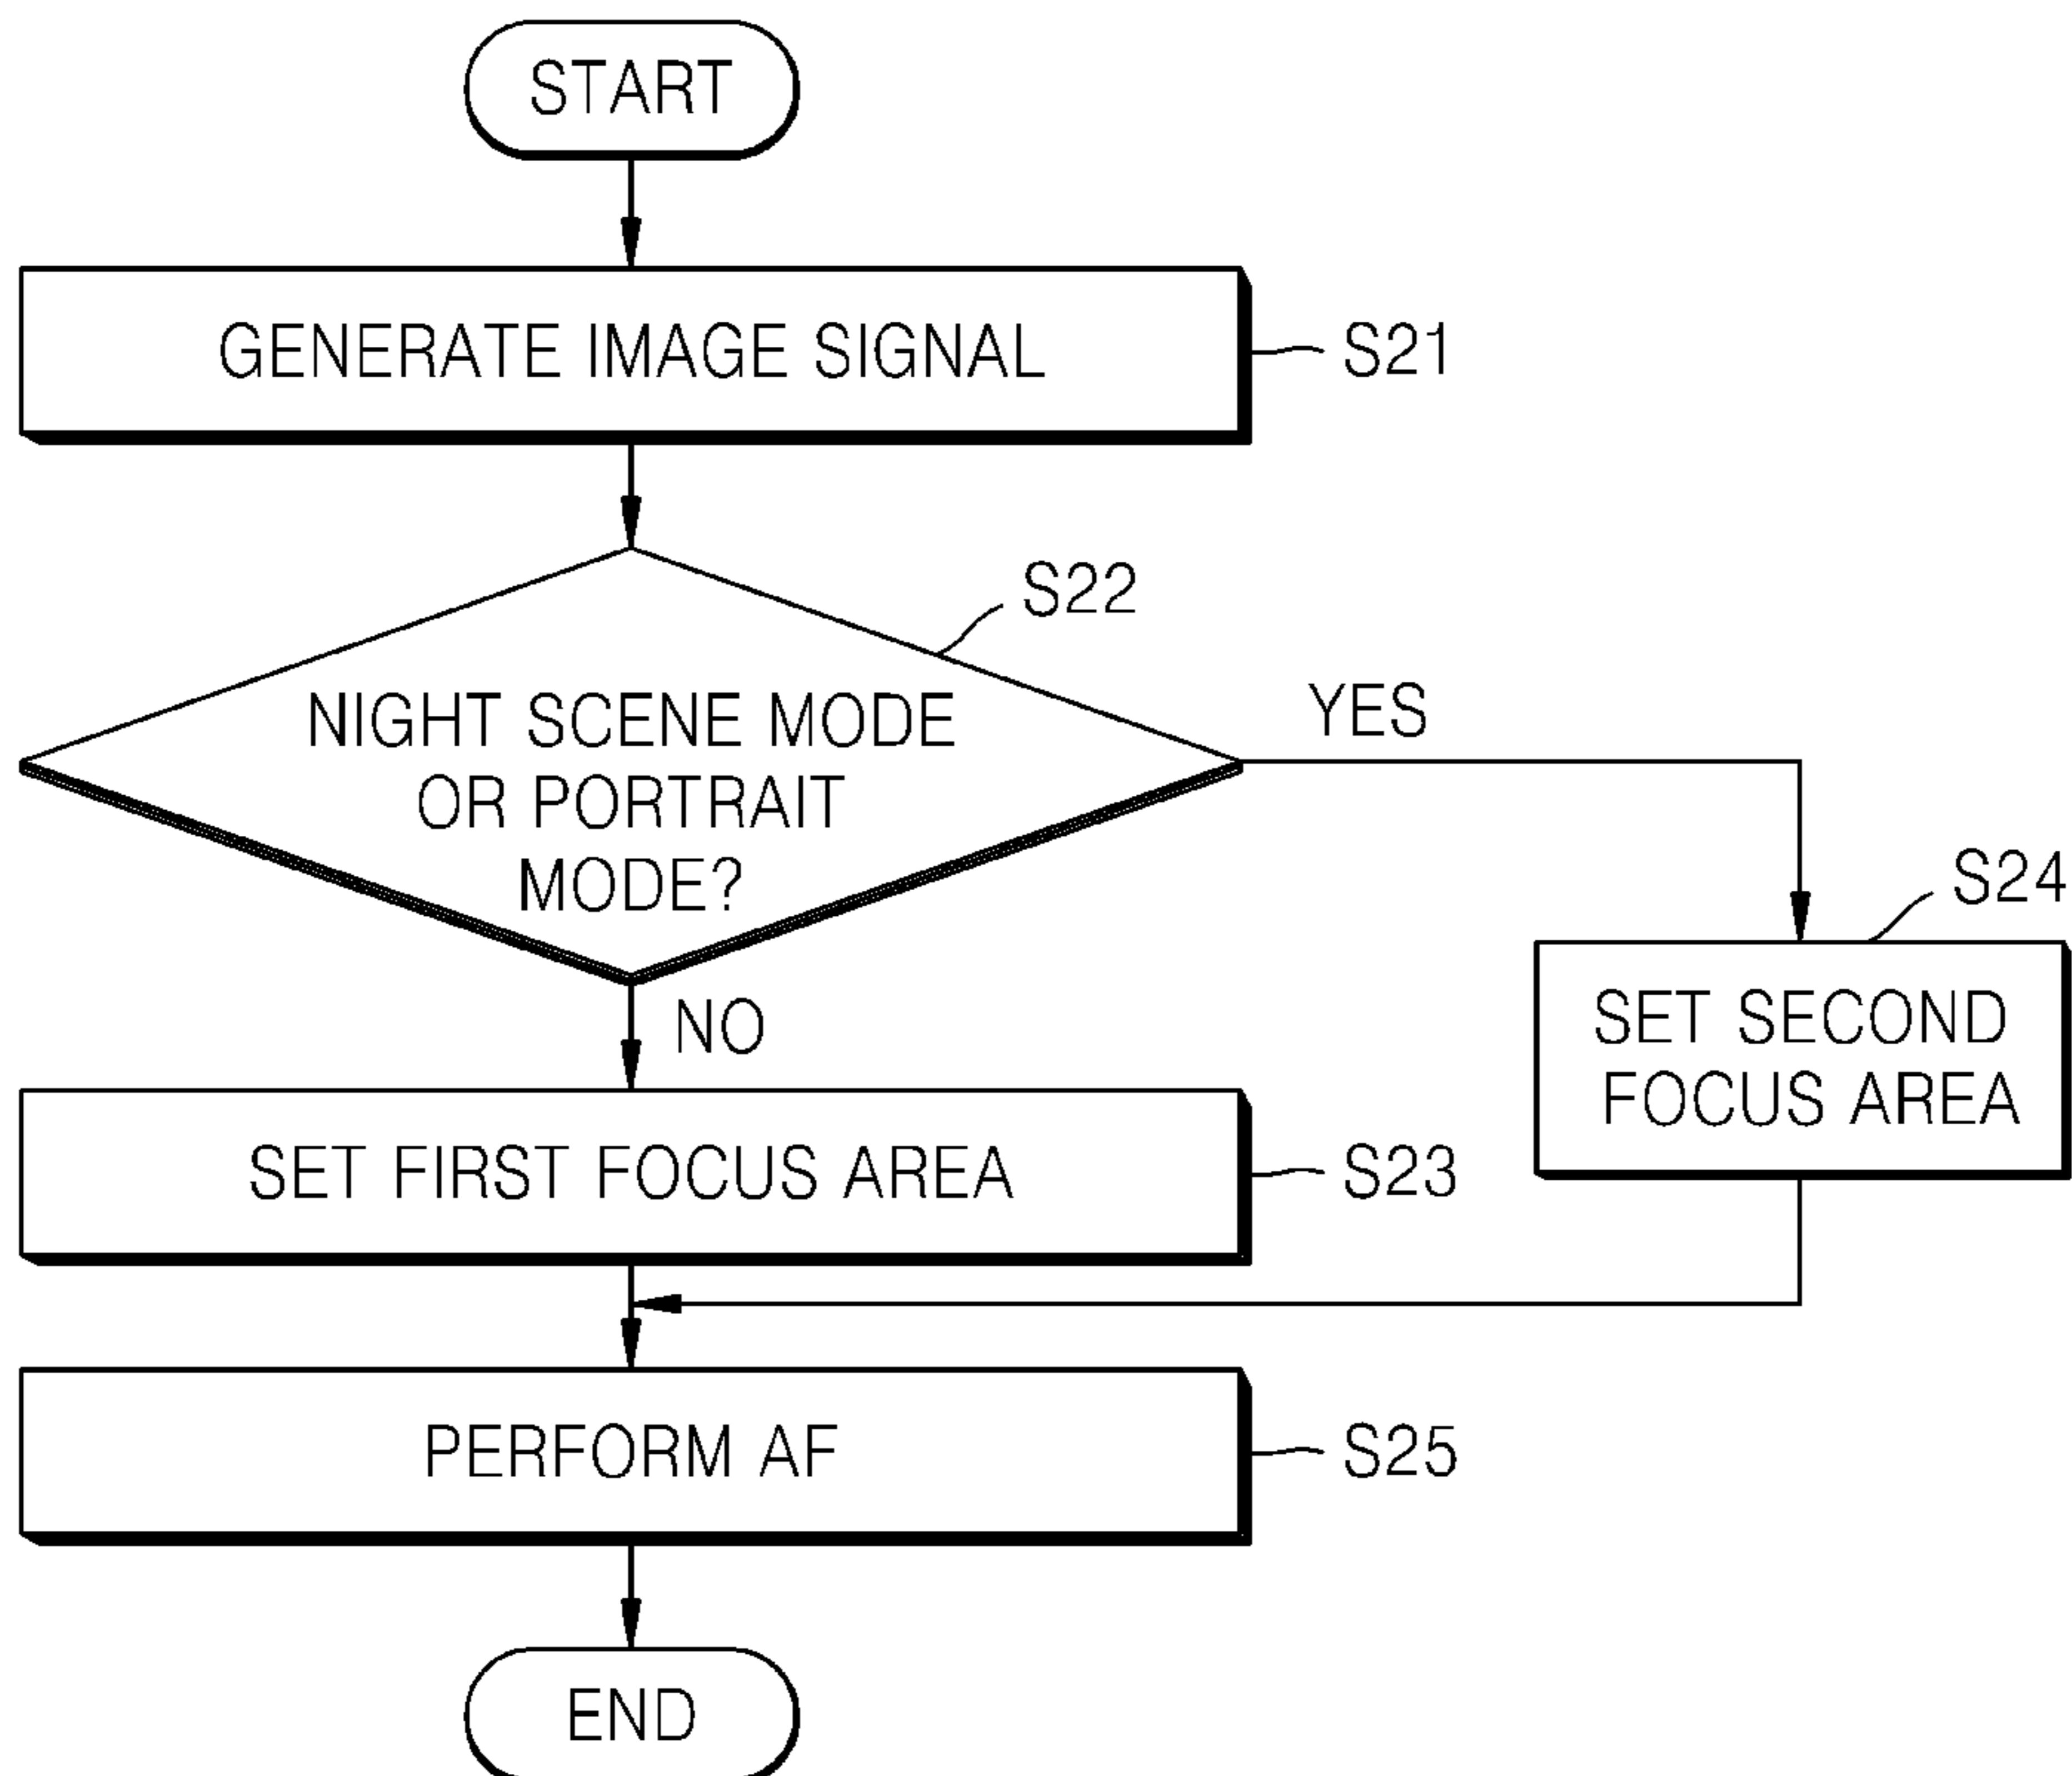 START
GENERATE IMAGE SIGNAL
S21
S22
NIGHT SCENE MODE
OR PORTRAIT
MODE?
YES
NO
S24
SET SECOND
FOCUS AREA
SET FIRST FOCUS AREA
S23
PERFORM AF
S25
END